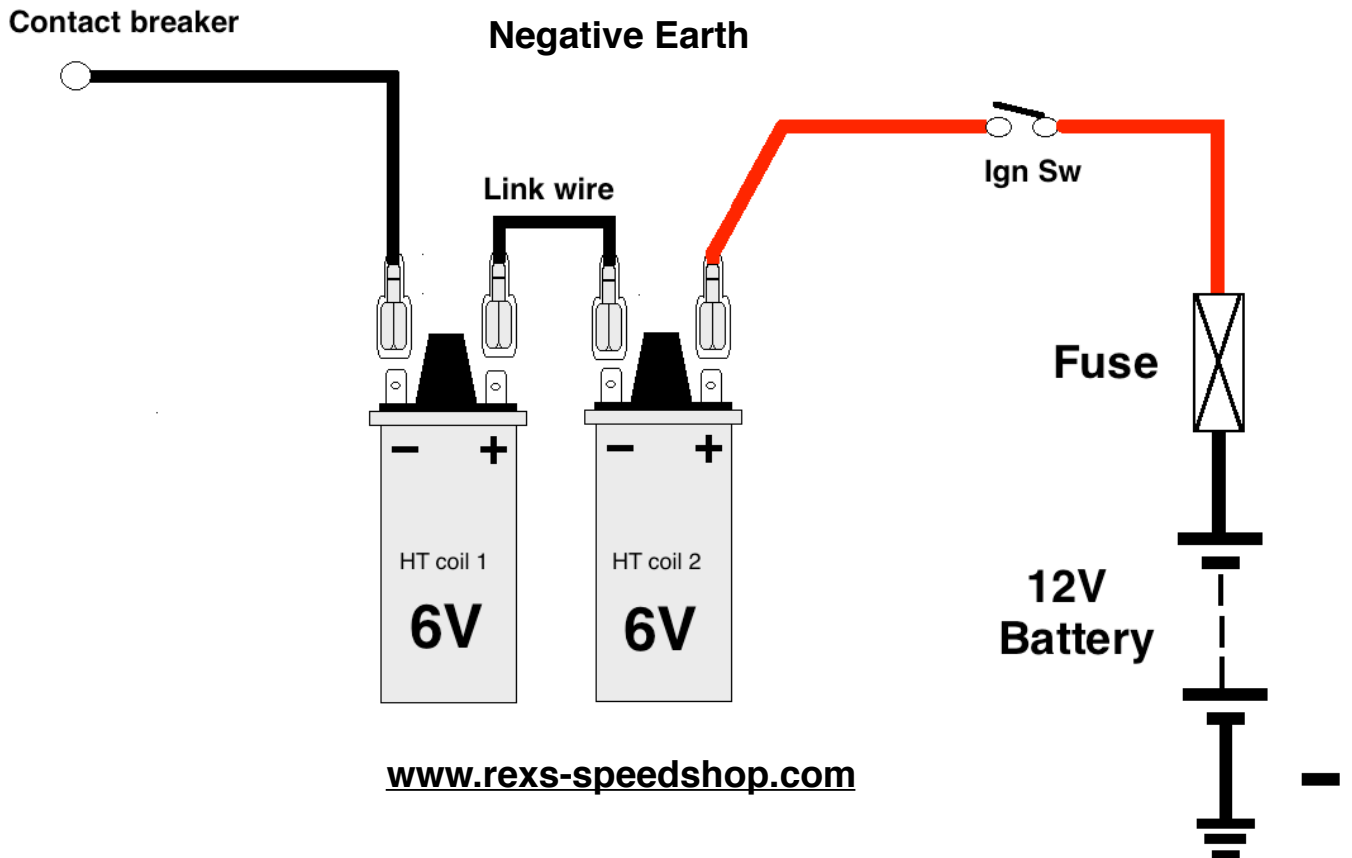 Contact breaker
Negative Earth
Link wire
Ign Sw
Fuse
− +
− +
HT coil 1
HT coil 2
6V
6V
12V
Battery
www.rexs-speedshop.com
−